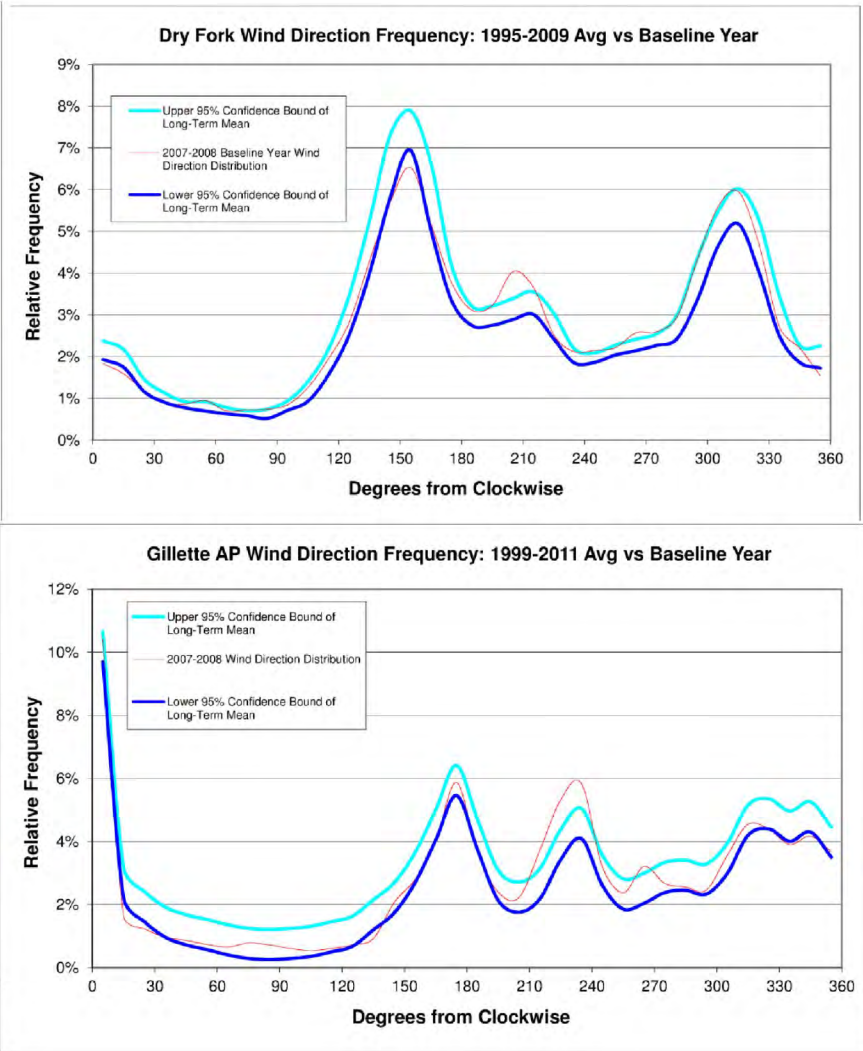 Dry Fork Wind Direction Frequency: 1995-2009 Avg vs Baseline Year
9%
8%
7%
6%
5%
4%
3%
2%
1%
0%
Relative Frequency
Upper 95% Confidence Bound of
Long-Term Mean
2007-2008 Baseline Year Wind
Direction Distribution
Lower 95% Confidence Bound of
Long-Term Mean
0 30 60 90 120 150 180 210 240 270 300 330 360
Degrees from Clockwise
Gillette AP Wind Direction Frequency: 1999-2011 Avg vs Baseline Year
12%
10%
8%
6%
4%
2%
0%
Relative Frequency
Upper 95% Confidence Bound of
Long-Term Mean
2007-2008 Wind Direction Distribution
Lower 95% Confidence Bound of
Long-Term Mean
0 30 60 90 120 150 180 210 240 270 300 330 360
Degrees from Clockwise